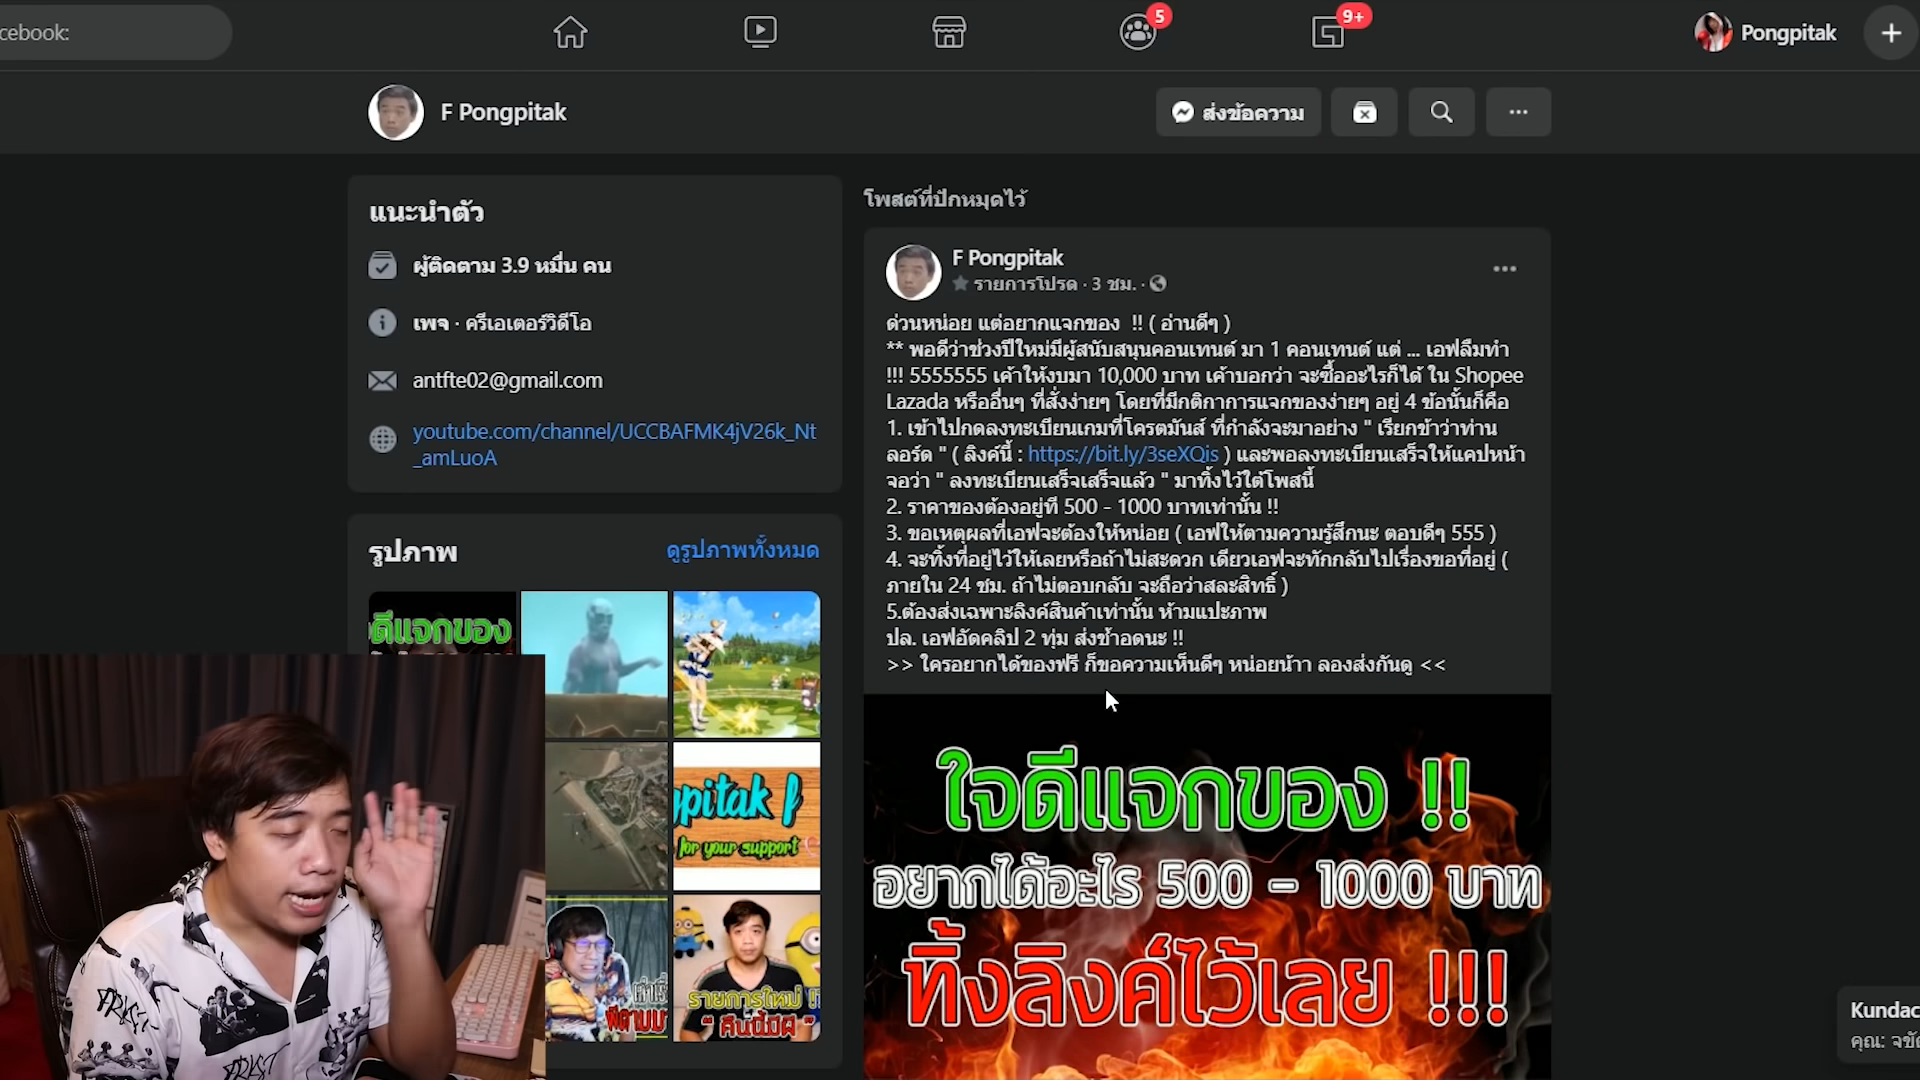 cebook:
5
9+
Pongpitak
F Pongpitak
ส่งข้อความ
แนะนำตัว
ผู้ติดตาม 3.9 หมื่น คน
เพจ · ครีเอเตอร์วิดีโอ
antfte02@gmail.com
youtube.com/channel/UCCBAFMK4jV26k_Nt
_amLuoA
รูปภาพ
ดูรูปภาพทั้งหมด
ดีแจกของ
pitak f
for your support
รายการใหม่ !!
" คืนนี้มีผี "
โพสต์ที่ปักหมุดไว้
F Pongpitak
รายการโปรด · 3 ชม. ·
ด่วนหน่อย แต่อยากแจกของ !! ( อ่านดีๆ )
** พอดีว่าช่วงปีใหม่มีผู้สนับสนุนคอนเทนต์ มา 1 คอนเทนต์ แต่ ... เอฟลืมทำ
!!! 5555555 เค้าให้งบมา 10,000 บาท เค้าบอกว่า จะซื้ออะไรก็ได้ ใน Shopee
Lazada หรืออื่นๆ ที่สั่งง่ายๆ โดยที่มีกติกาการแจกของง่ายๆ อยู่ 4 ข้อนั้นก็คือ
1. เข้าไปกดลงทะเบียนเกมที่โครตมันส์ ที่กำลังจะมาอย่าง " เรียกข้าว่าท่าน
ลอร์ด " ( ลิงค์นี้ : https://bit.ly/3seXQis ) และพอลงทะเบียนเสร็จให้แคปหน้า
จอว่า " ลงทะเบียนเสร็จเสร็จแล้ว " มาทิ้งไว้ใต้โพสนี้
2. ราคาของต้องอยู่ที่ 500 - 1000 บาทเท่านั้น !!
3. ขอเหตุผลที่เอฟจะต้องให้หน่อย ( เอฟให้ตามความรู้สึกนะ ตอบดีๆ 555 )
4. จะทิ้งที่อยู่ไว้ให้เลยหรือถ้าไม่สะดวก เดียวเอฟจะทักกลับไปเรื่องขอที่อยู่ (
ภายใน 24 ชม. ถ้าไม่ตอบกลับ จะถือว่าสละสิทธิ์ )
5.ต้องส่งเฉพาะลิงค์สินค้าเท่านั้น ห้ามแปะภาพ
ปล. เอฟอัดคลิป 2 ทุ่ม ส่งช้าอดนะ !!
>> ใครอยากได้ของฟรี ก็ขอความเห็นดีๆ หน่อยน้าา ลองส่งกันดู <<
ใจดีแจกของ !!
อยากได้อะไร 500 - 1000 บาท
ทิ้งลิงค์ไว้เลย !!!
Kundac
คุณ: